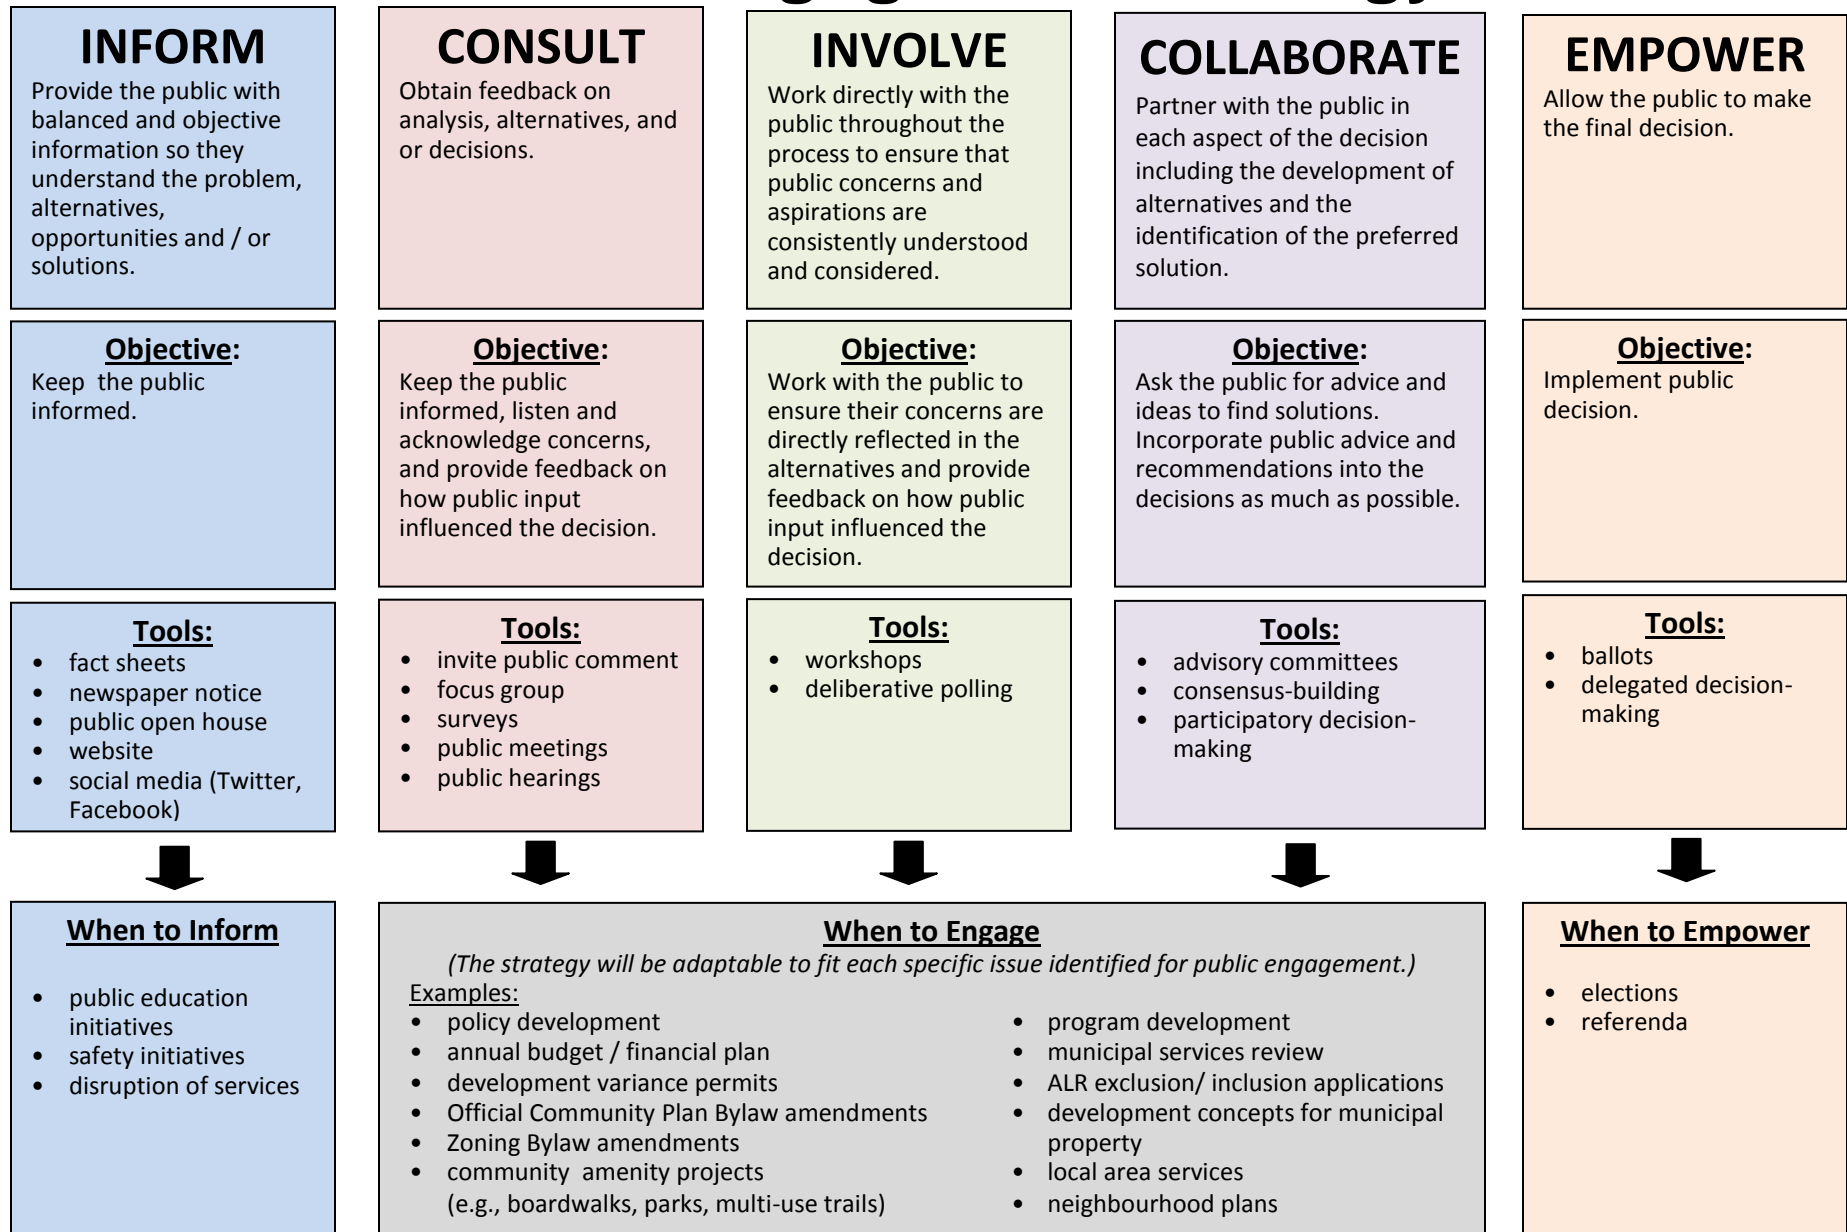 INFORM
Provide the public with
balanced and objective
information so they
understand the problem,
alternatives,
opportunities and / or
solutions.
CONSULT
Obtain feedback on
analysis, alternatives, and
or decisions.
INVOLVE
Work directly with the
public throughout the
process to ensure that
public concerns and
aspirations are
consistently understood
and considered.
COLLABORATE
Partner with the public in
each aspect of the decision
including the development of
alternatives and the
identification of the preferred
solution.
EMPOWER
Allow the public to make
the final decision.
Objective:
Keep the public
informed.
Objective:
Keep the public
informed, listen and
acknowledge concerns,
and provide feedback on
how public input
influenced the decision.
Objective:
Work with the public to
ensure their concerns are
directly reflected in the
alternatives and provide
feedback on how public
input influenced the
decision.
Objective:
Ask the public for advice and
ideas to find solutions.
Incorporate public advice and
recommendations into the
decisions as much as possible.
Objective:
Implement public
decision.
Tools:
• fact sheets
• newspaper notice
• public open house
• website
• social media (Twitter,
Facebook)
Tools:
• invite public comment
• focus group
• surveys
• public meetings
• public hearings
Tools:
• workshops
• deliberative polling
Tools:
• advisory committees
• consensus-building
• participatory decision-
making
Tools:
• ballots
• delegated decision-
making
When to Inform
• public education
initiatives
• safety initiatives
• disruption of services
When to Engage
(The strategy will be adaptable to fit each specific issue identified for public engagement.)
Examples:
• policy development
• annual budget / financial plan
• development variance permits
• Official Community Plan Bylaw amendments
• Zoning Bylaw amendments
• community amenity projects
(e.g., boardwalks, parks, multi-use trails)
• program development
• municipal services review
• ALR exclusion/ inclusion applications
• development concepts for municipal
property
• local area services
• neighbourhood plans
When to Empower
• elections
• referenda